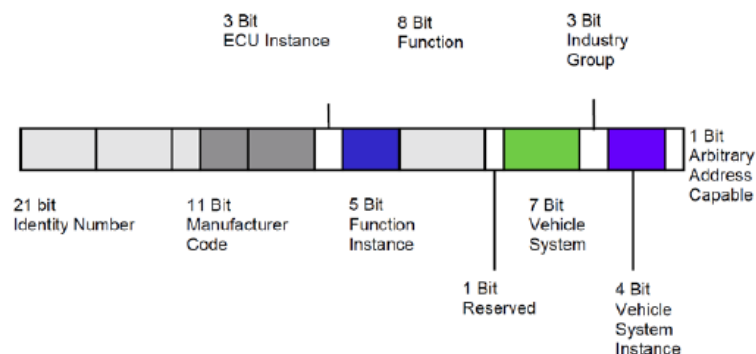 3 Bit
ECU Instance
8 Bit
Function
3 Bit
Industry
Group
1 Bit
Arbitrary
Address
Capable
21 bit
Identity Number
11 Bit
Manufacturer
Code
5 Bit
Function
Instance
7 Bit
Vehicle
System
1 Bit
Reserved
4 Bit
Vehicle
System
Instance